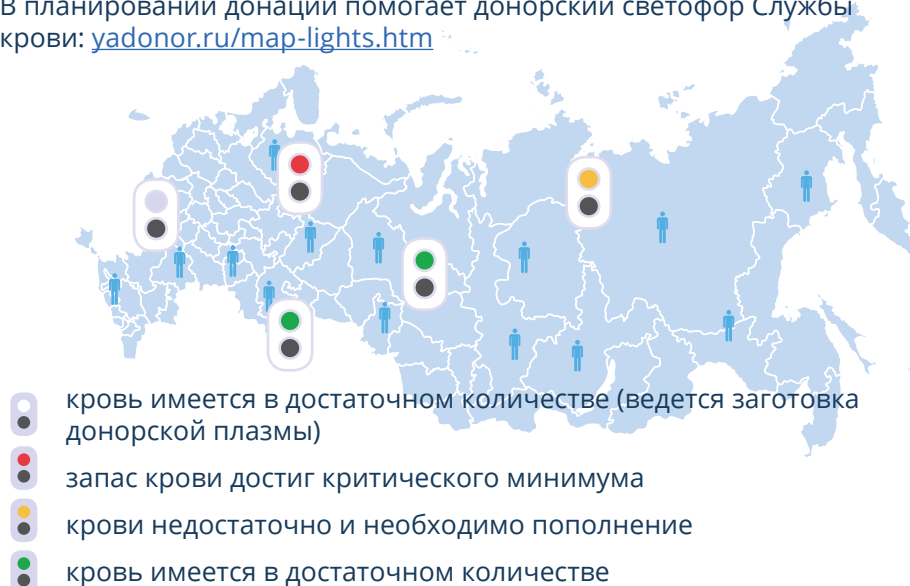 В планировании донаций помогает донорский светофор Службы
крови: yadonor.ru/map-lights.htm
кровь имеется в достаточном количестве (ведется заготовка
донорской плазмы)
запас крови достиг критического минимума
крови недостаточно и необходимо пополнение
кровь имеется в достаточном количестве